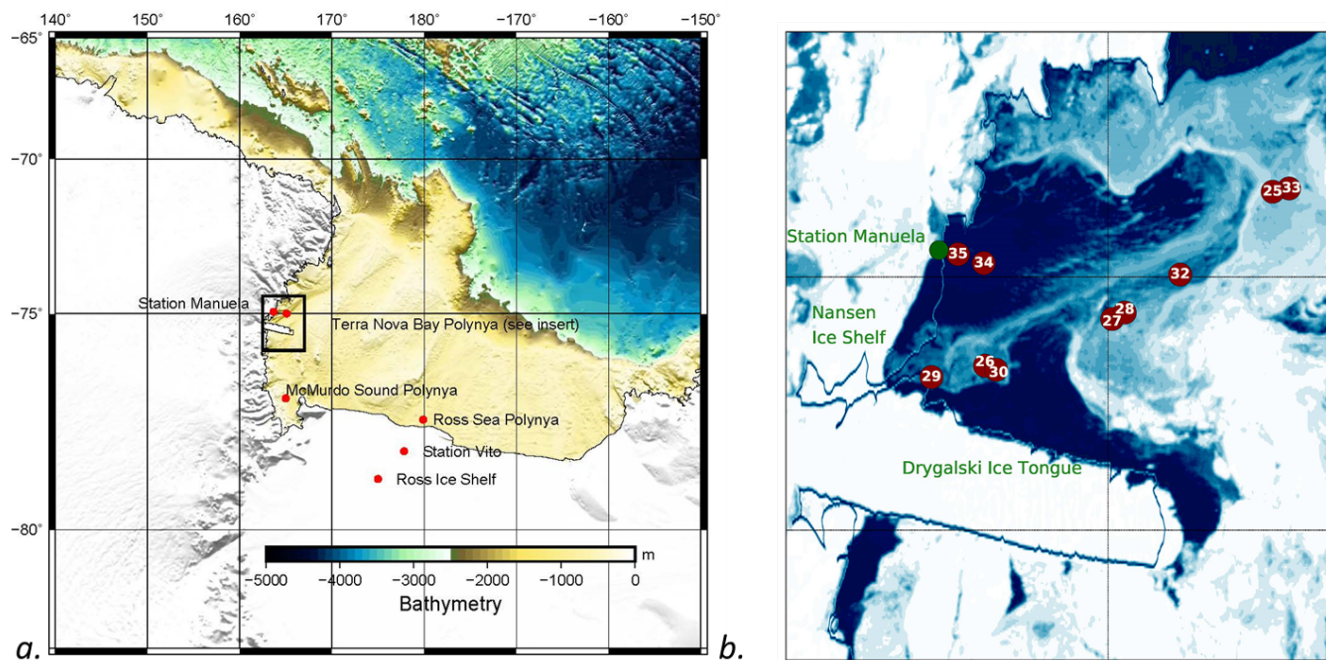 140° 150° 160° 170° 180° −170° −160° −150°
−65°
−70°
−75°
−80°
Station Manuela
Terra Nova Bay Polynya (see insert)
McMurdo Sound Polynya
Ross Sea Polynya
Station Vito
Ross Ice Shelf
m
−5000 −4000 −3000 −2000 −1000 0
Bathymetry
a.
25 33
Station Manuela
35 34
32
Nansen
Ice Shelf
28
27
26
30
29
Drygalski Ice Tongue
b.